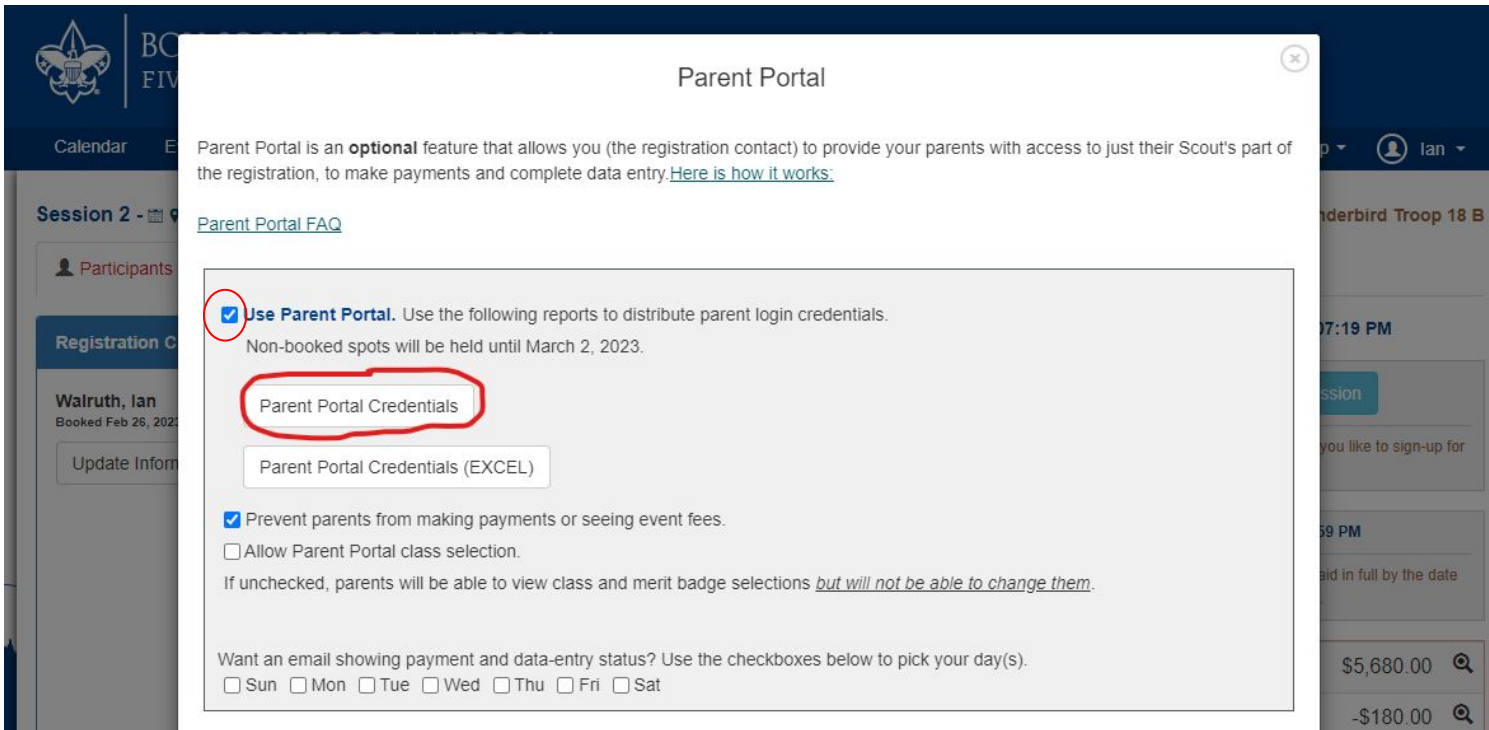 BO
FIV
Parent Portal
Calendar
lan
Parent Portal is an optional feature that allows you (the registration contact) to provide your parents with access to just their Scout's part of
the registration, to make payments and complete data entry.Here is how it works:
Session 2 -
Parent Portal FAQ
Troop 18 B
Participants
Use Parent Portal. Use the following reports to distribute parent login credentials.
07:19 PM
Non-booked spots will be held until March 2, 2023.
Registration C
Parent Portal Credentials
Walruth, Ian
Booked Feb 26, 2023
you like to sign-up for
Update Inform
Parent Portal Credentials (EXCEL)
Prevent parents from making payments or seeing event fees.
59 PM
Allow Parent Portal class selection.
aid in full by the date
If unchecked, parents will be able to view class and merit badge selections but will not be able to change them.
Want an email showing payment and data-entry status? Use the checkboxes below to pick your day(s).
$5,680.00
Sun Mon Tue Wed Thu Fri Sat
-$180.00